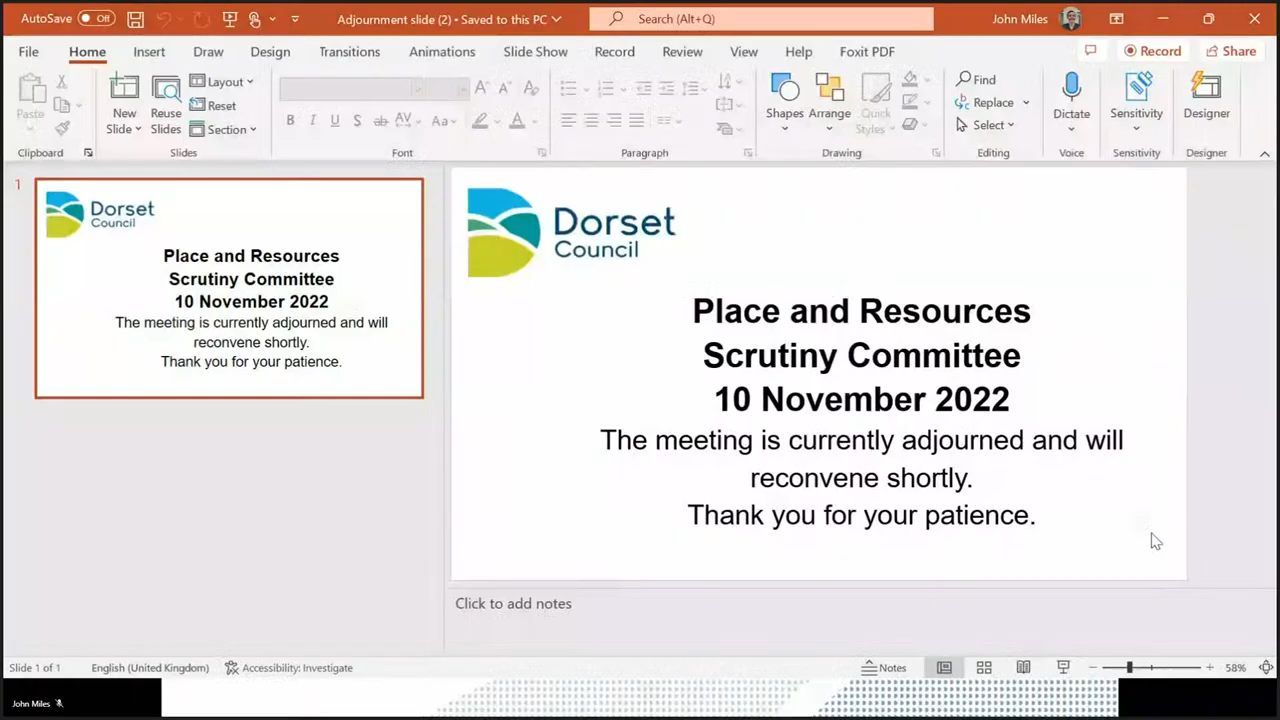 AutoSave Off
Adjournment slide (2) • Saved to this PC
Search (Alt+Q)
John Miles
File Home Insert Draw Design Transitions Animations Slide Show Record Review View Help Foxit PDF
Record
Share
Paste
Clipboard
New Slide
Reuse Slides
Layout
Reset
Section
Slides
B I U S ab AV Aa A
Font
Paragraph
Shapes
Arrange
Quick Styles
Drawing
Find
Replace
Select
Editing
Dictate
Voice
Sensitivity
Sensitivity
Designer
Designer
1
Dorset
Council
Place and Resources
Scrutiny Committee
10 November 2022
The meeting is currently adjourned and will
reconvene shortly.
Thank you for your patience.
Dorset
Council
Place and Resources
Scrutiny Committee
10 November 2022
The meeting is currently adjourned and will
reconvene shortly.
Thank you for your patience.
Click to add notes
Slide 1 of 1
English (United Kingdom)
Accessibility: Investigate
Notes
58%
John Miles